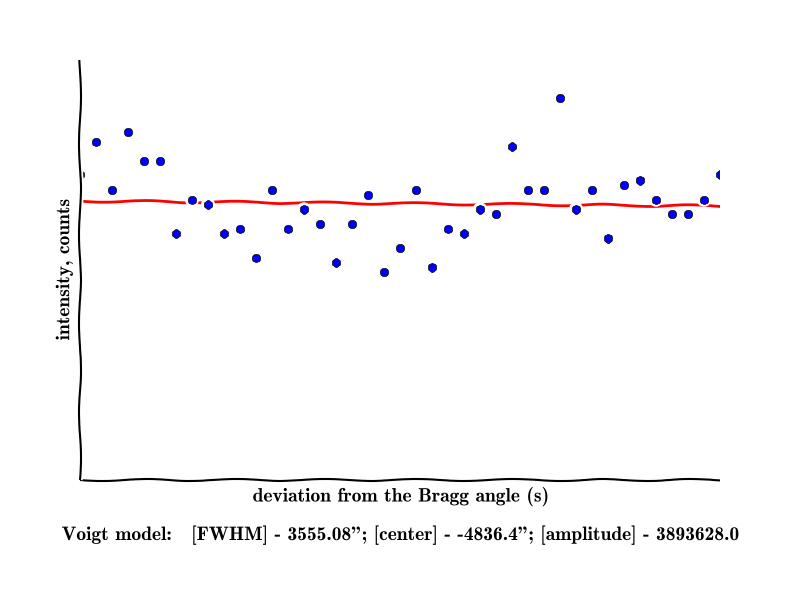 intensity, counts
deviation from the Bragg angle (s)
Voigt model: [FWHM] - 3555.08”; [center] - -4836.4”; [amplitude] - 3893628.0